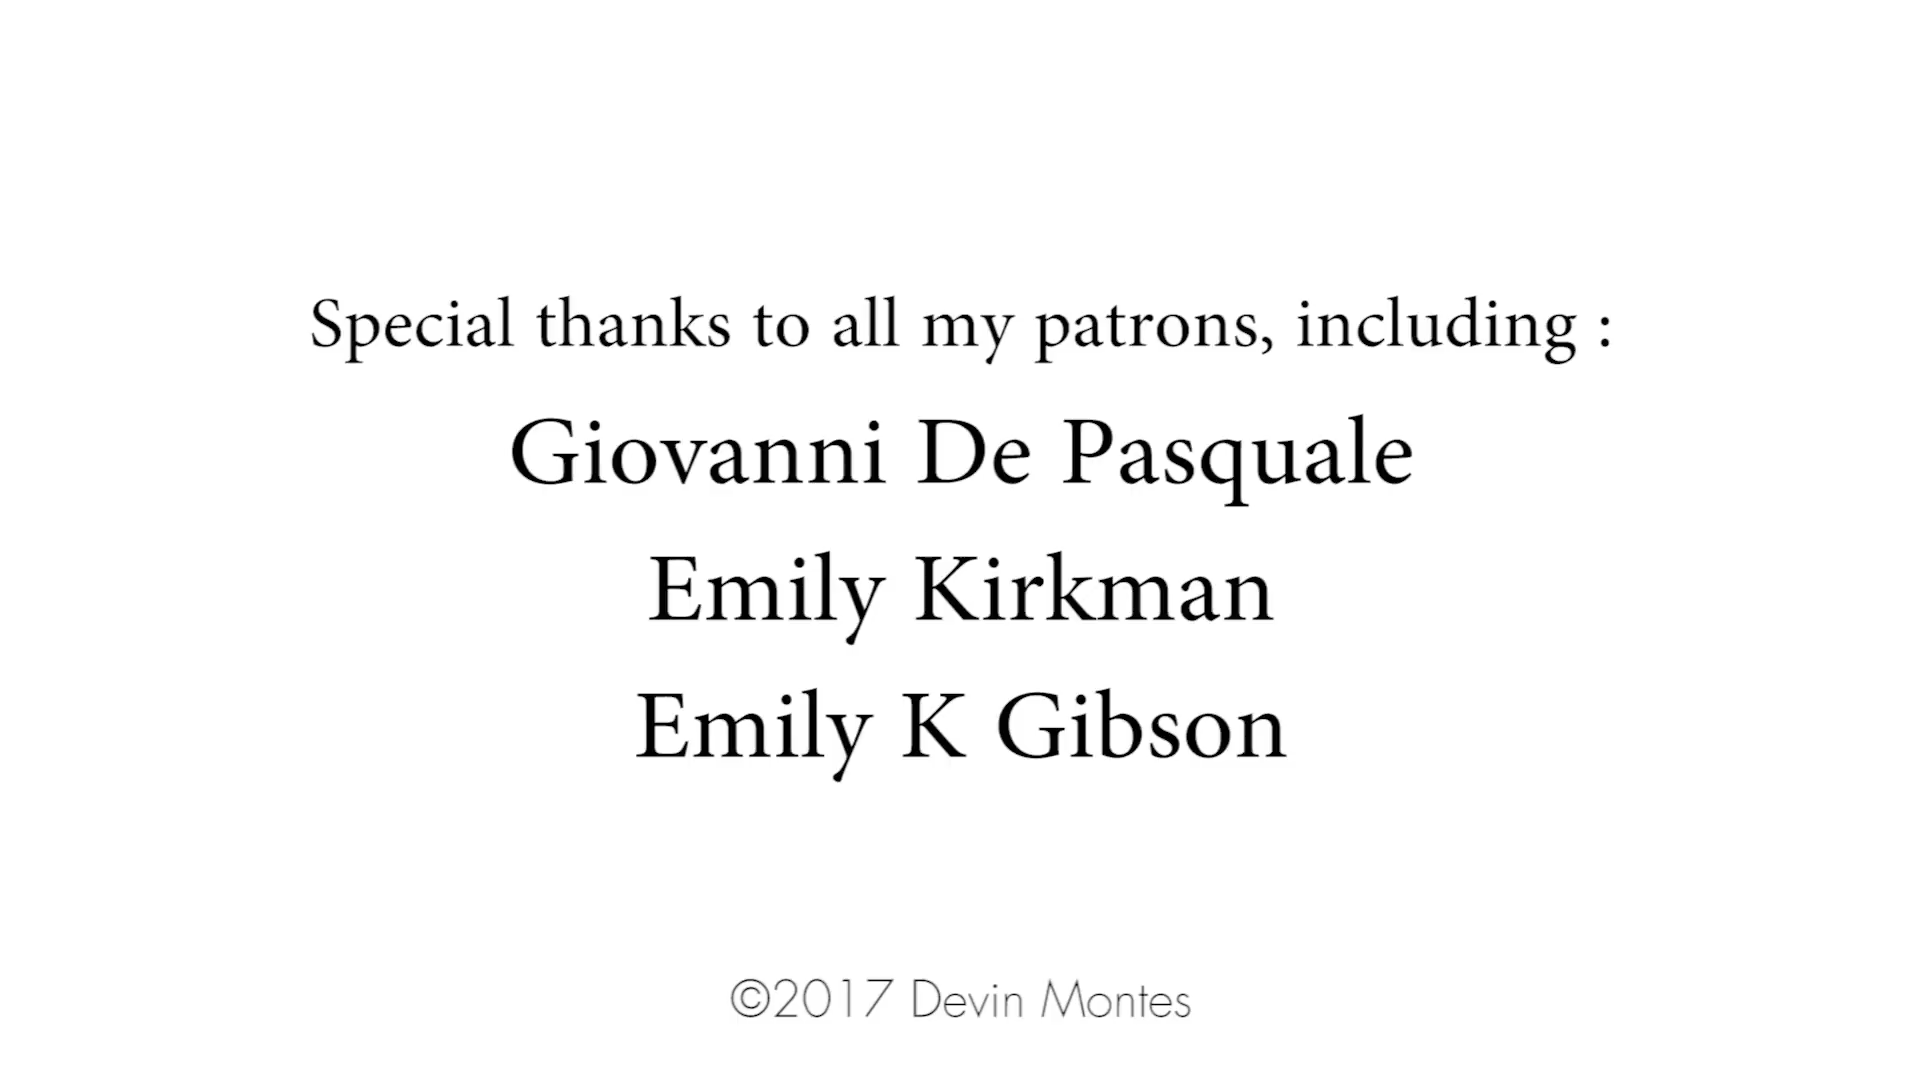 Special thanks to all my patrons, including :
Giovanni De Pasquale
Emily Kirkman
Emily K Gibson
©2017 Devin Montes